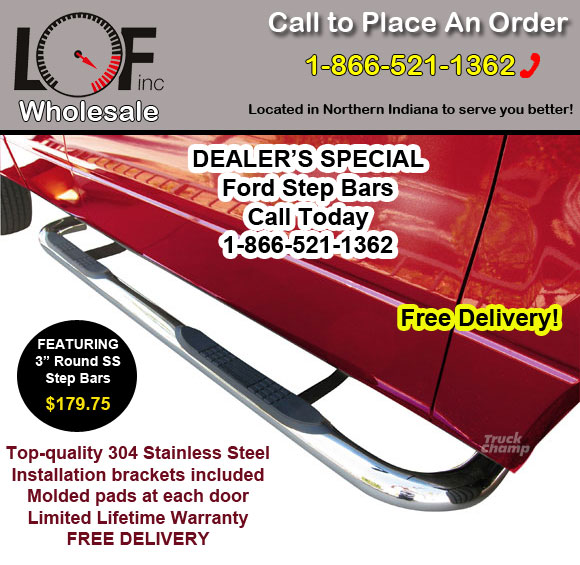 LOF inc
Wholesale
Call to Place An Order
1-866-521-1362
Located in Northern Indiana to serve you better!
DEALER'S SPECIAL
Ford Step Bars
Call Today
1-866-521-1362
Free Delivery!
FEATURING
3” Round SS
Step Bars
$179.75
Truck
Champ
Top-quality 304 Stainless Steel
Installation brackets included
Molded pads at each door
Limited Lifetime Warranty
FREE DELIVERY